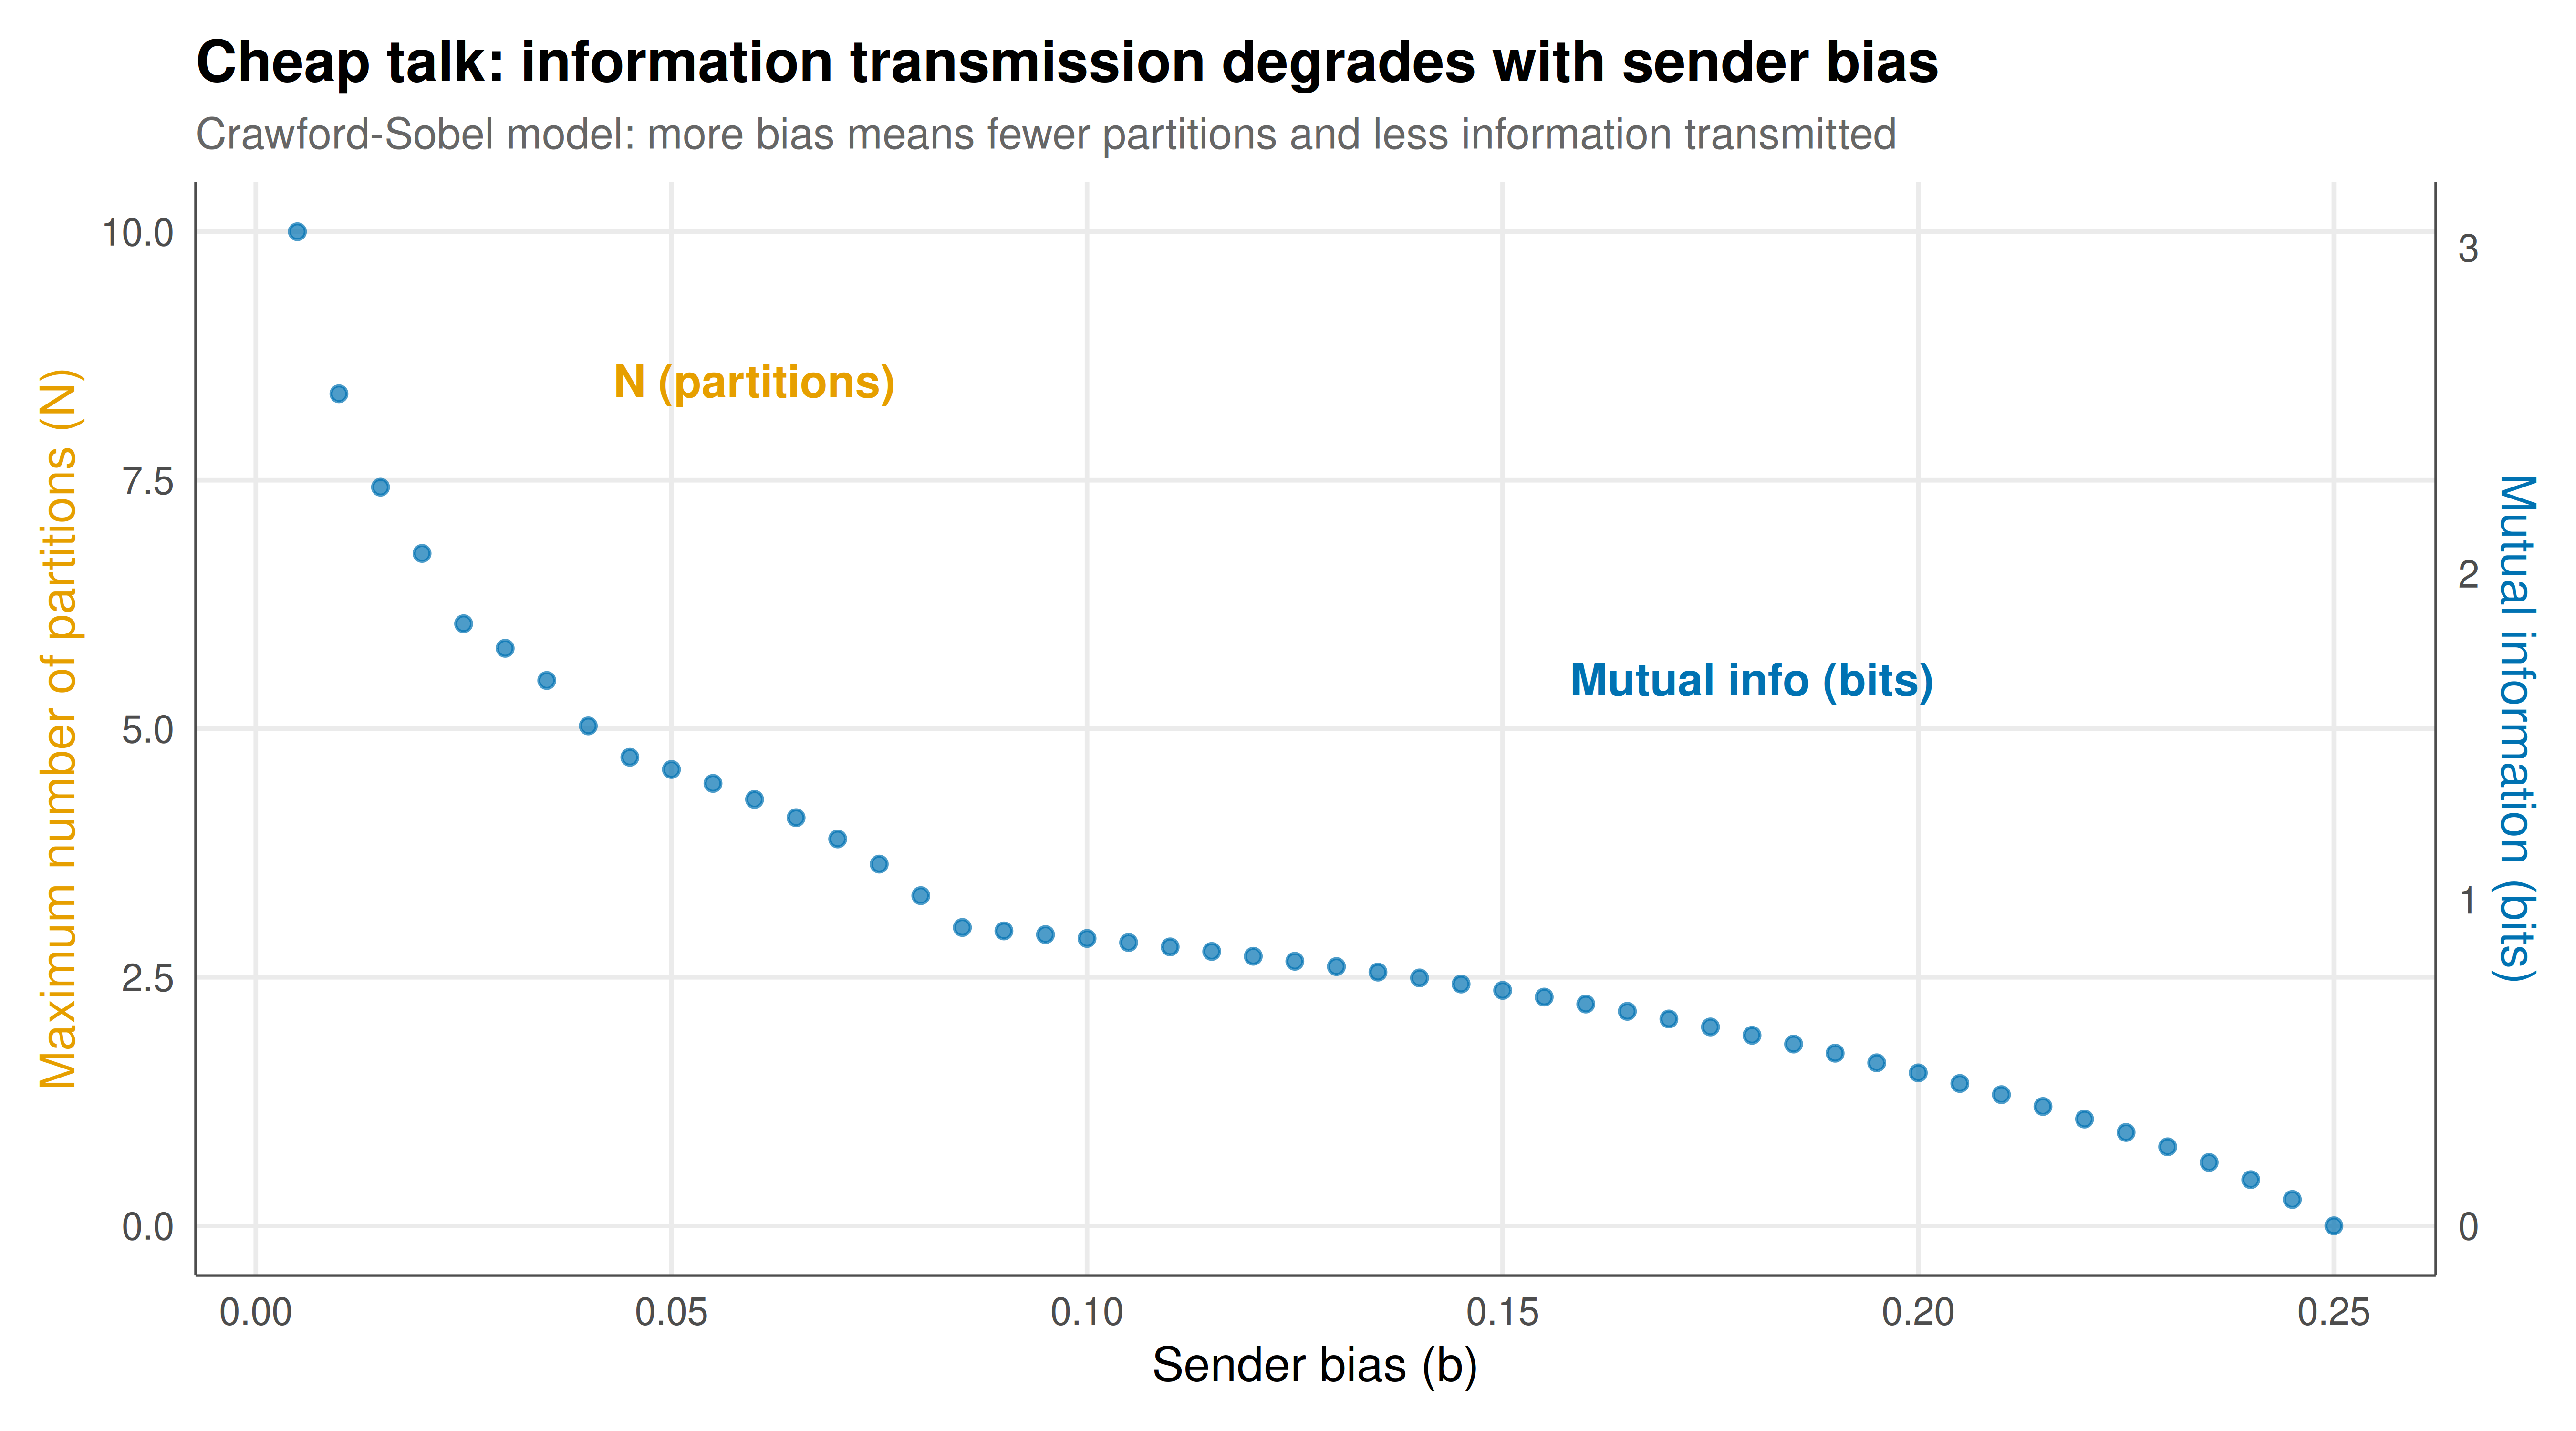 Cheap talk: information transmission degrades with sender bias
Crawford-Sobel model: more bias means fewer partitions and less information transmitted
Maximum number of partitions (N)
10.0
7.5
5.0
2.5
0.0
N (partitions)
Mutual info (bits)
3
2
1
0
Mutual information (bits)
0.00
0.05
0.10
0.15
0.20
0.25
Sender bias (b)